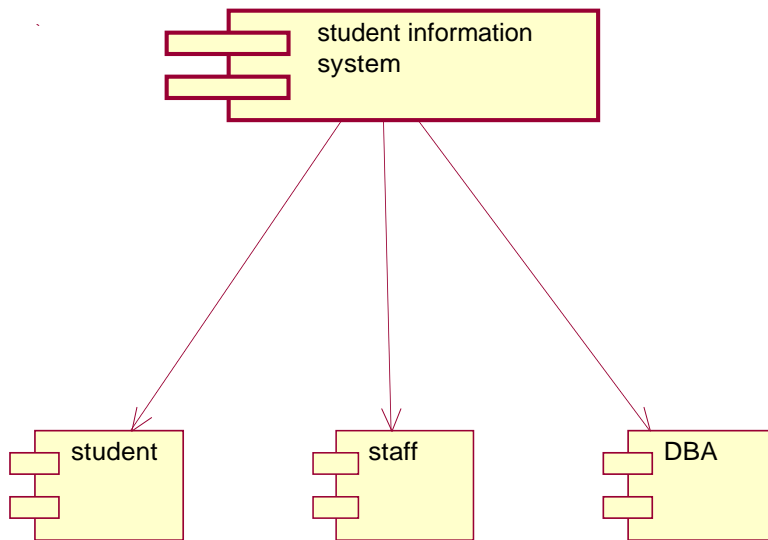 `
student information
system
student
staff
DBA